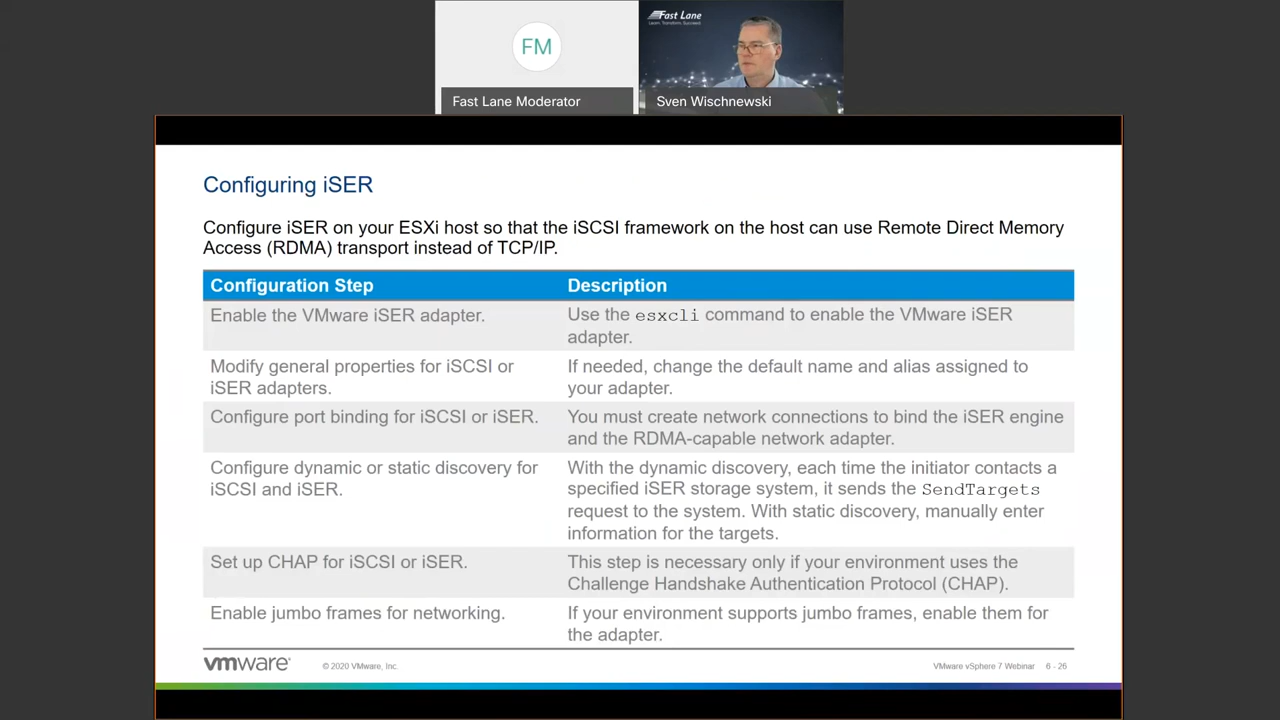 FM
Fast Lane
Learn. Transform. Succeed.
Fast Lane Moderator
Sven Wischnewski
Configuring iSER
Configure iSER on your ESXi host so that the iSCSI framework on the host can use Remote Direct Memory
Access (RDMA) transport instead of TCP/IP.
Configuration Step
Description
Enable the VMware iSER adapter.
Use the esxcli command to enable the VMware iSER
adapter.
Modify general properties for iSCSI or
iSER adapters.
If needed, change the default name and alias assigned to
your adapter.
Configure port binding for iSCSI or iSER.
You must create network connections to bind the iSER engine
and the RDMA-capable network adapter.
Configure dynamic or static discovery for
iSCSI and iSER.
With the dynamic discovery, each time the initiator contacts a
specified iSER storage system, it sends the SendTargets
request to the system. With static discovery, manually enter
information for the targets.
Set up CHAP for iSCSI or iSER.
This step is necessary only if your environment uses the
Challenge Handshake Authentication Protocol (CHAP).
Enable jumbo frames for networking.
If your environment supports jumbo frames, enable them for
the adapter.
vmware®
© 2020 VMware, Inc.
VMware vSphere 7 Webinar 6 - 26